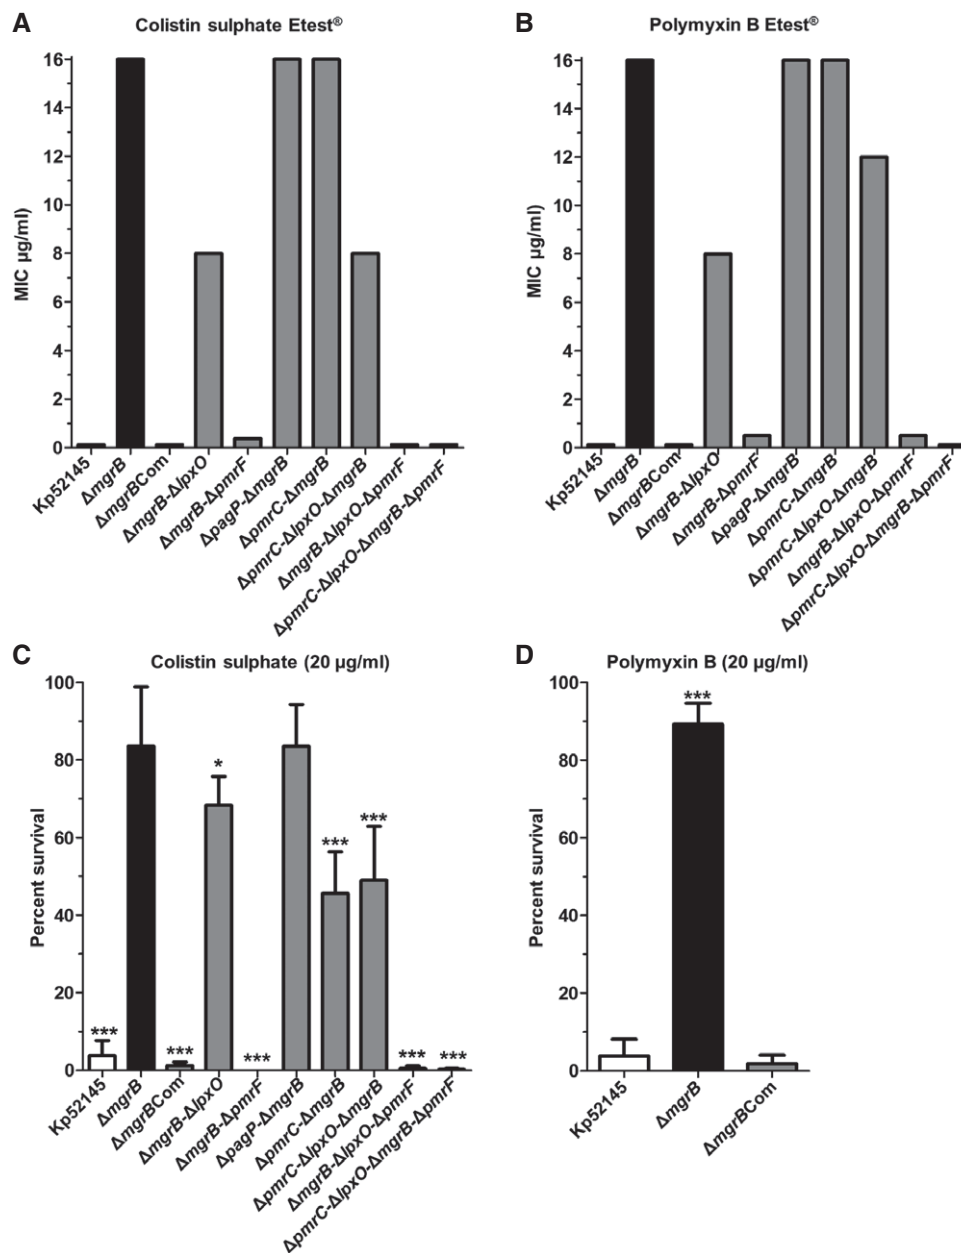 A
Colistin sulphate Etest®
16
14
12
10
8
6
4
2
0
MIC µg/ml)
Kp52145
ΔmgrB
ΔmgrBCom
ΔmgrB-ΔlpxO
ΔmgrB-ΔpmrF
ΔpagP-ΔmgrB
ΔpmrC-ΔmgrB
ΔpmrC-ΔlpxO-ΔmgrB
ΔmgrB-ΔlpxO-ΔpmrF
ΔpmrC-ΔlpxO-ΔmgrB-ΔpmrF
B
Polymyxin B Etest®
16
14
12
10
8
6
4
2
0
MIC µg/ml)
Kp52145
ΔmgrB
ΔmgrBCom
ΔmgrB-ΔlpxO
ΔmgrB-ΔpmrF
ΔpagP-ΔmgrB
ΔpmrC-ΔmgrB
ΔpmrC-ΔlpxO-ΔmgrB
ΔmgrB-ΔlpxO-ΔpmrF
ΔpmrC-ΔlpxO-ΔmgrB-ΔpmrF
C
Colistin sulphate (20 µg/ml)
100
80
60
40
20
0
Percent survival
***
***
*
***
***
***
***
***
Kp52145
ΔmgrB
ΔmgrBCom
ΔmgrB-ΔlpxO
ΔmgrB-ΔpmrF
ΔpagP-ΔmgrB
ΔpmrC-ΔmgrB
ΔpmrC-ΔlpxO-ΔmgrB
ΔmgrB-ΔlpxO-ΔpmrF
ΔpmrC-ΔlpxO-ΔmgrB-ΔpmrF
D
Polymyxin B (20 µg/ml)
100
80
60
40
20
0
Percent survival
***
Kp52145
ΔmgrB
ΔmgrBCom